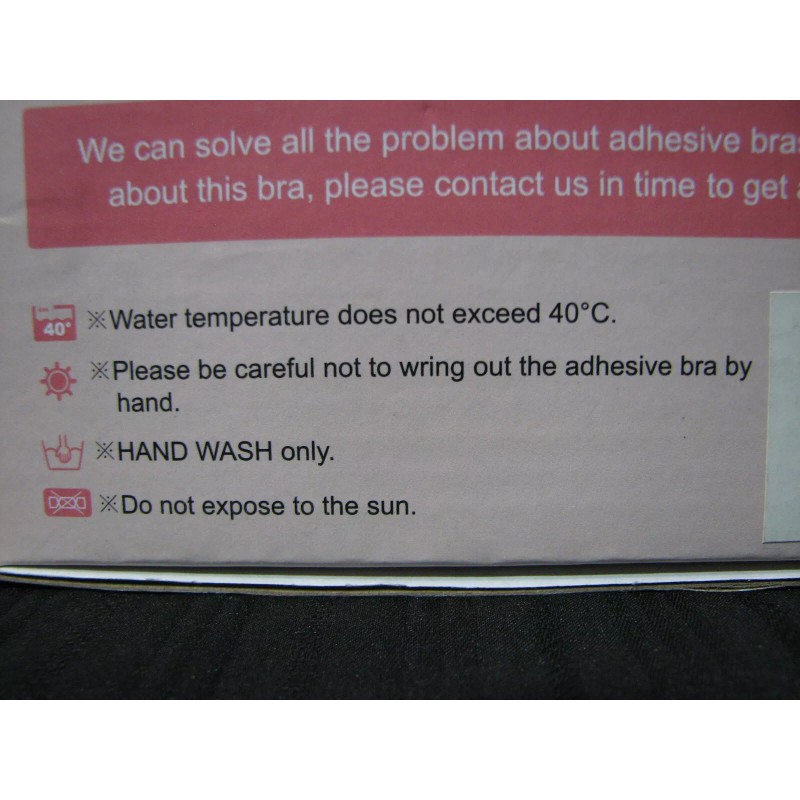 We can solve all the problem about adhesive bras
about this bra, please contact us in time to get a
40° ※Water temperature does not exceed 40°C.
※Please be careful not to wring out the adhesive bra by
hand.
※HAND WASH only.
※Do not expose to the sun.